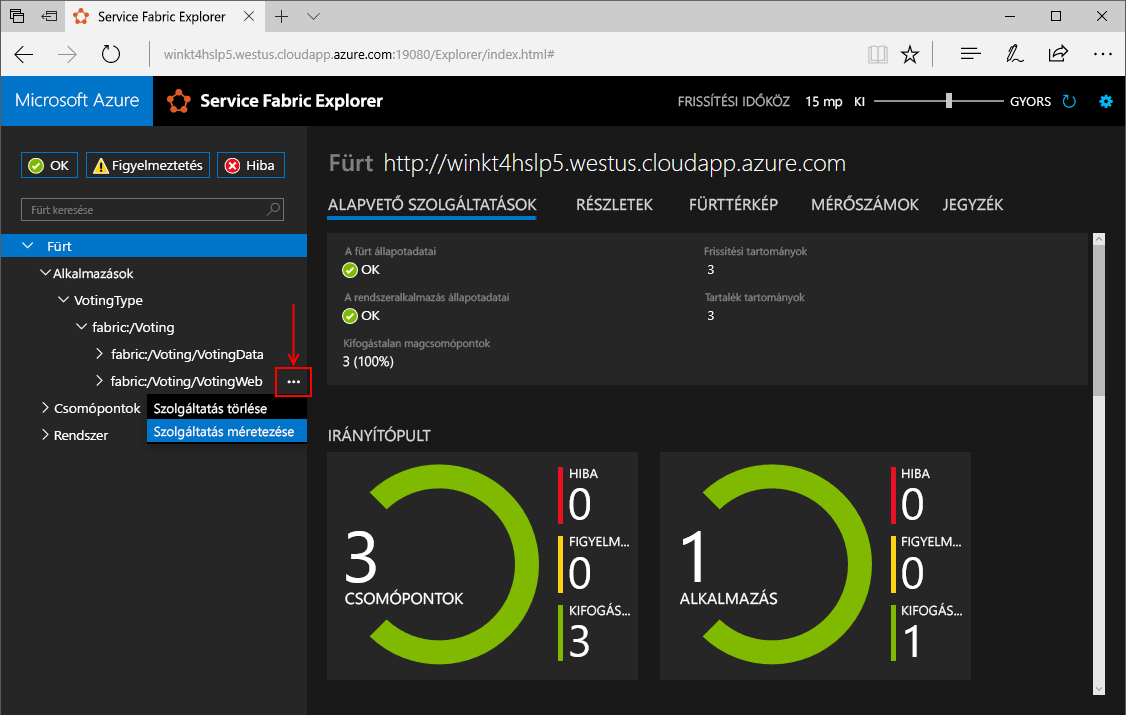 Service Fabric Explorer
winkt4hslp5.westus.cloudapp.azure.com:19080/Explorer/index.html#
Microsoft Azure
Service Fabric Explorer
FRISSÍTÉSI IDŐKÖZ 15 mp KI GYORS
OK
Figyelmeztetés
Hiba
Fürt keresése
Fürt
Alkalmazások
VotingType
fabric:/Voting
fabric:/Voting/VotingData
fabric:/Voting/VotingWeb
Csomópontok
Rendszer
Szolgáltatás törlése
Szolgáltatás méretezése
Fürt http://winkt4hslp5.westus.cloudapp.azure.com
ALAPVETŐ SZOLGÁLTATÁSOK
RÉSZLETEK
FÜRTTÉRKÉP
MÉRŐSZÁMOK
JEGYZÉK
A fürt állapotadatai
OK
A rendszeralkalmazás állapotadatai
OK
Kifogástalan magcsomópontok
3 (100%)
Frissítési tartományok
3
Tartalék tartományok
3
IRÁNYÍTÓPULT
3
CSOMÓPONTOK
HIBA
0
FIGYELM...
0
KIFOGÁS...
3
1
ALKALMAZÁS
HIBA
0
FIGYELM...
0
KIFOGÁS...
1